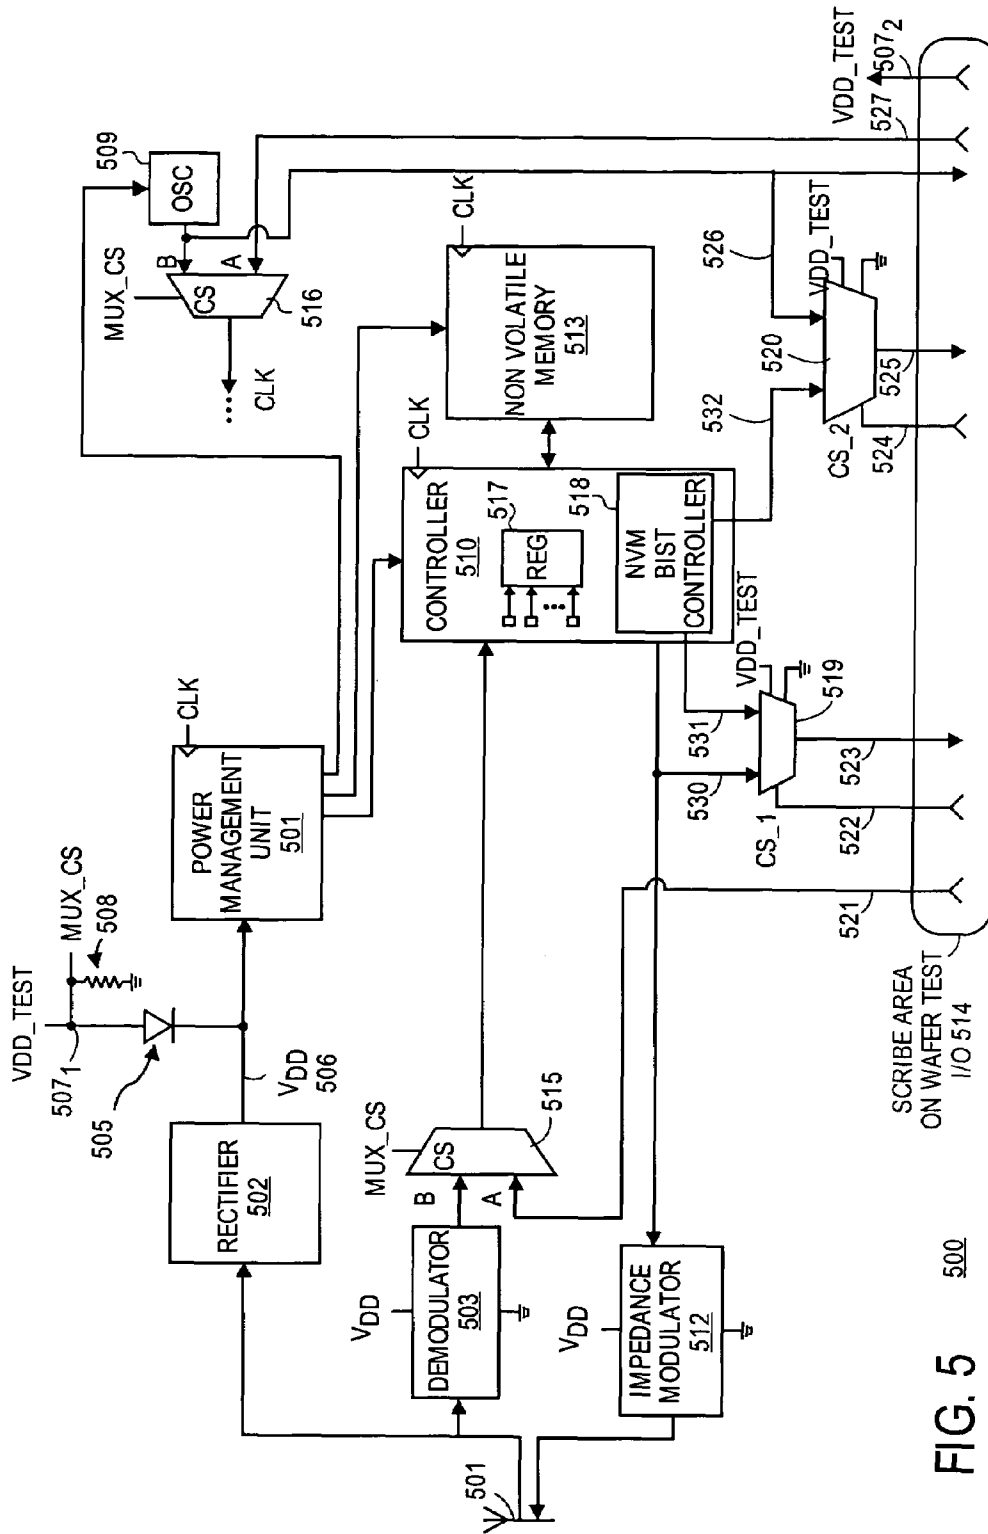 VDD_TEST
507₁
MUX_CS
508
505
V_DD
506
RECTIFIER
502
POWER
MANAGEMENT
UNIT
501
CLK
MUX_CS
509
OSC
B
A
CS
516
CLK
501
V_DD
DEMODULATOR
503
MUX_CS
B
A
CS
515
CONTROLLER
510
CLK
517
REG
518
NVM
BIST
CONTROLLER
NON VOLATILE
MEMORY
513
CLK
V_DD
IMPEDANCE
MODULATOR
512
530
531
VDD_TEST
CS_1
519
521
522
523
532
526
VDD_TEST
520
CS_2
524
525
527
VDD_TEST
507₂
SCRIBE AREA
ON WAFER TEST
I/O 514
500
FIG. 5